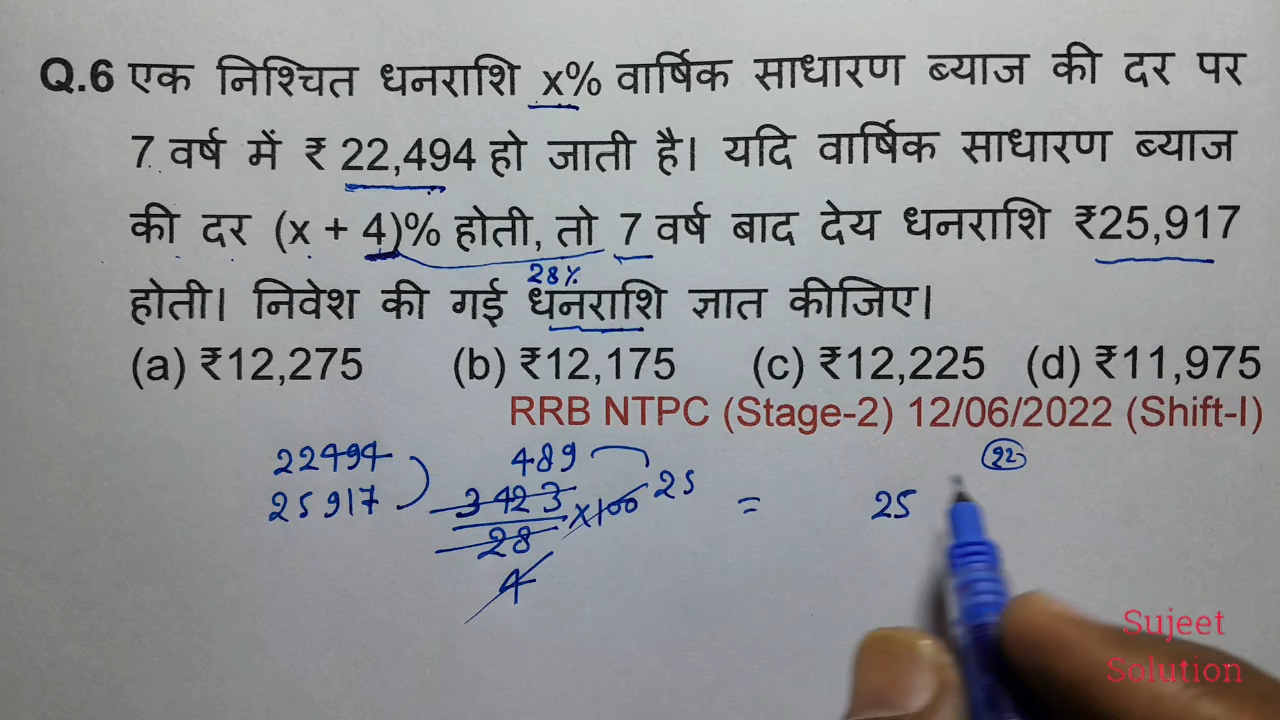 Q.6 एक निश्चित धनराशि x% वार्षिक साधारण ब्याज की दर पर
7 वर्ष में ₹ 22,494 हो जाती है। यदि वार्षिक साधारण ब्याज
की दर (x + 4)% होती, तो 7 वर्ष बाद देय धनराशि ₹25,917
28%
होती। निवेश की गई धनराशि ज्ञात कीजिए।
(a) ₹12,275 (b) ₹12,175 (c) ₹12,225 (d) ₹11,975
RRB NTPC (Stage-2) 12/06/2022 (Shift-I)
22494 489 22
25917 3423 × 100 25 = 25
28
4
Sujeet
Solution